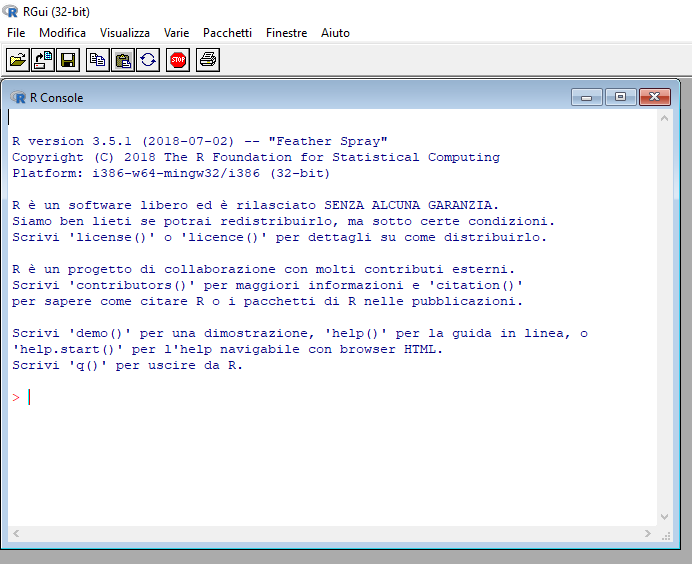 RGui (32-bit)
File Modifica Visualizza Varie Pacchetti Finestre Aiuto
STOP
R Console
R version 3.5.1 (2018-07-02) -- "Feather Spray"
Copyright (C) 2018 The R Foundation for Statistical Computing
Platform: i386-w64-mingw32/i386 (32-bit)
R è un software libero ed è rilasciato SENZA ALCUNA GARANZIA.
Siamo ben lieti se potrai redistribuirlo, ma sotto certe condizioni.
Scrivi 'license()' o 'licence()' per dettagli su come distribuirlo.
R è un progetto di collaborazione con molti contributi esterni.
Scrivi 'contributors()' per maggiori informazioni e 'citation()'
per sapere come citare R o i pacchetti di R nelle pubblicazioni.
Scrivi 'demo()' per una dimostrazione, 'help()' per la guida in linea, o
'help.start()' per l'help navigabile con browser HTML.
Scrivi 'q()' per uscire da R.
>